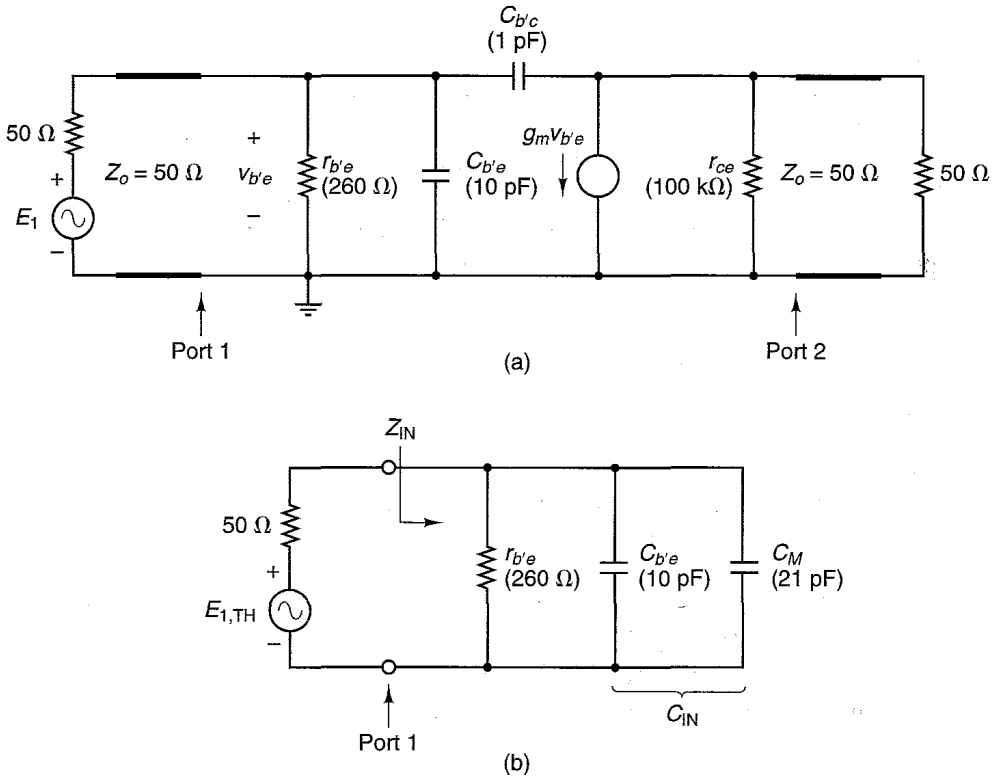 C_b'c
(1 pF)
50 Ω
+
E_1
−
Z_o = 50 Ω
+
v_b'e
−
r_b'e
(260 Ω)
C_b'e
(10 pF)
g_m v_b'e
r_ce
(100 kΩ)
Z_o = 50 Ω
50 Ω
Port 1
Port 2
(a)
Z_IN
50 Ω
+
E_1,TH
−
r_b'e
(260 Ω)
C_b'e
(10 pF)
C_M
(21 pF)
C_IN
Port 1
(b)